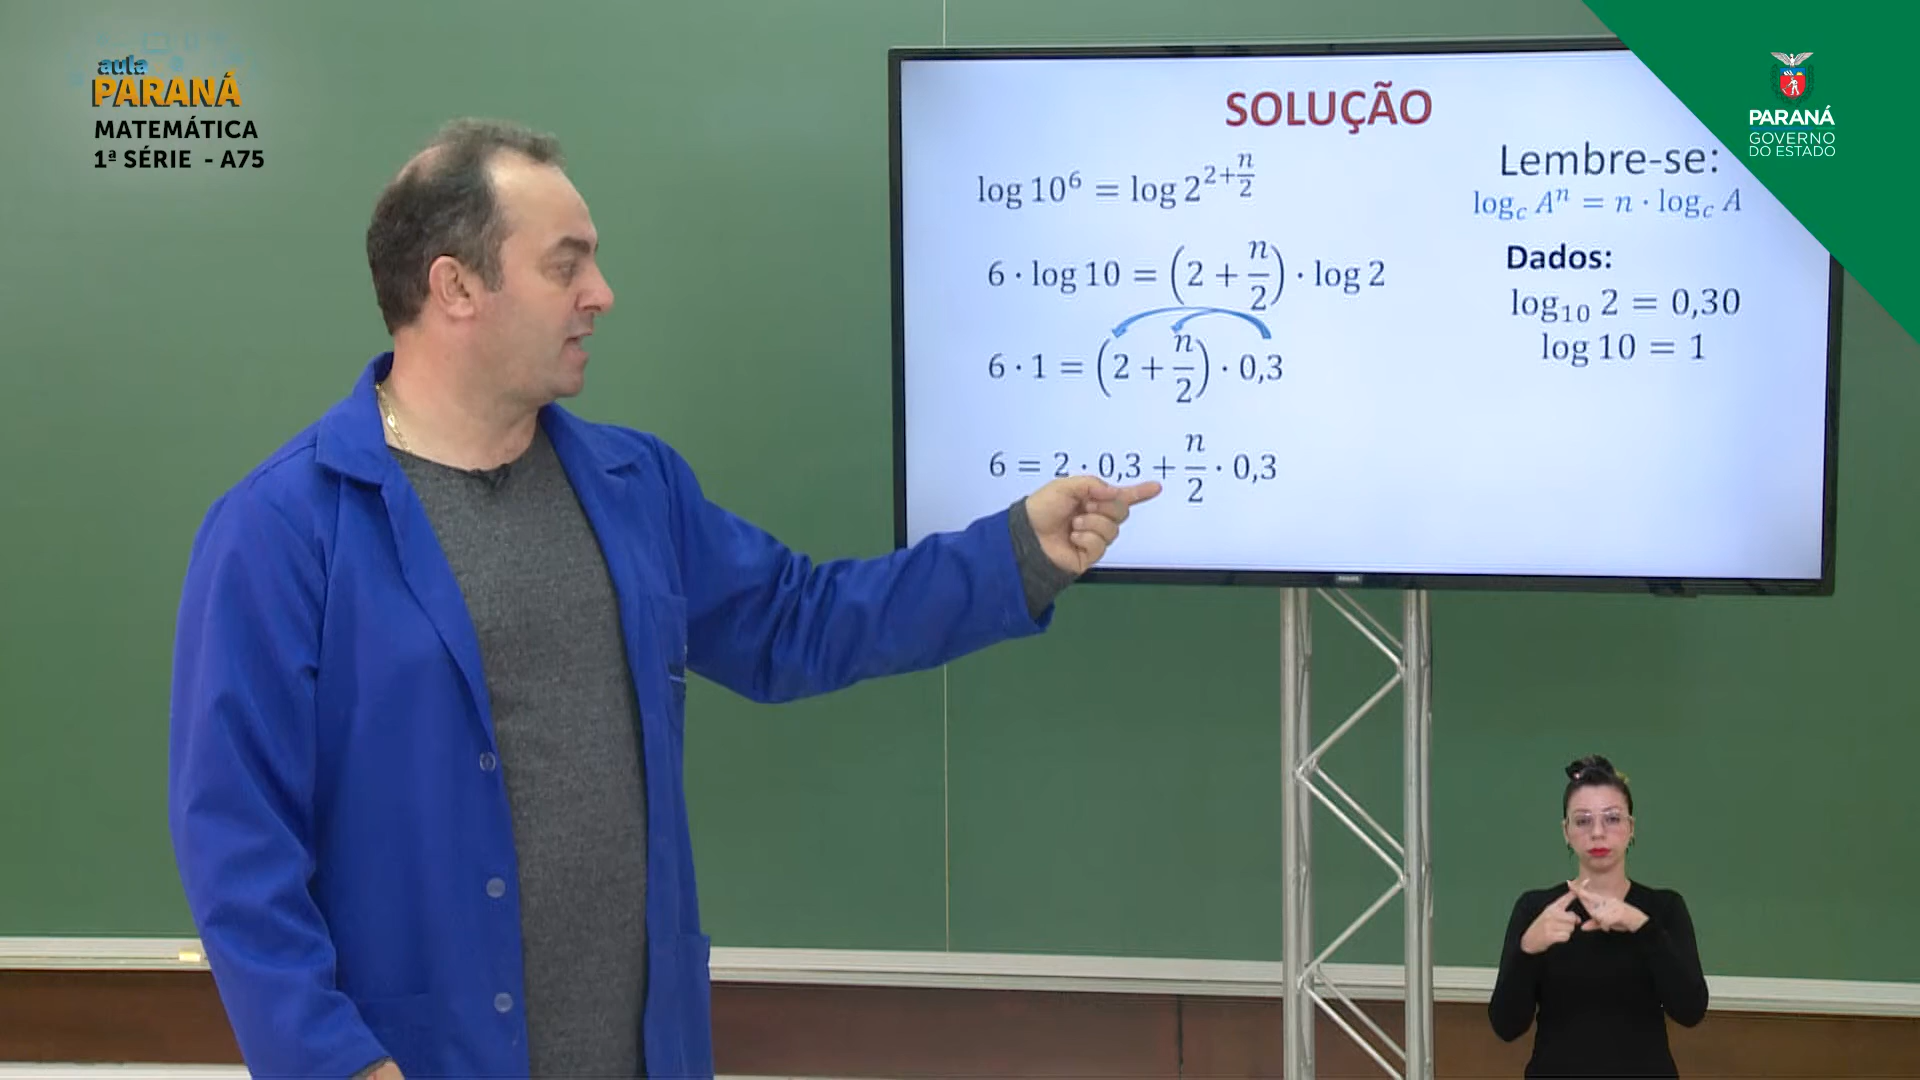 aula
PARANÁ
MATEMÁTICA
1ª SÉRIE - A75
SOLUÇÃO
log 10⁶ = log 2^(2+n/2)
6 · log 10 = (2 + n/2) · log 2
6 · 1 = (2 + n/2) · 0,3
6 = 2 · 0,3 + n/2 · 0,3
Lembre-se:
log_c Aⁿ = n · log_c A
Dados:
log₁₀ 2 = 0,30
log 10 = 1
PARANÁ
GOVERNO
DO ESTADO